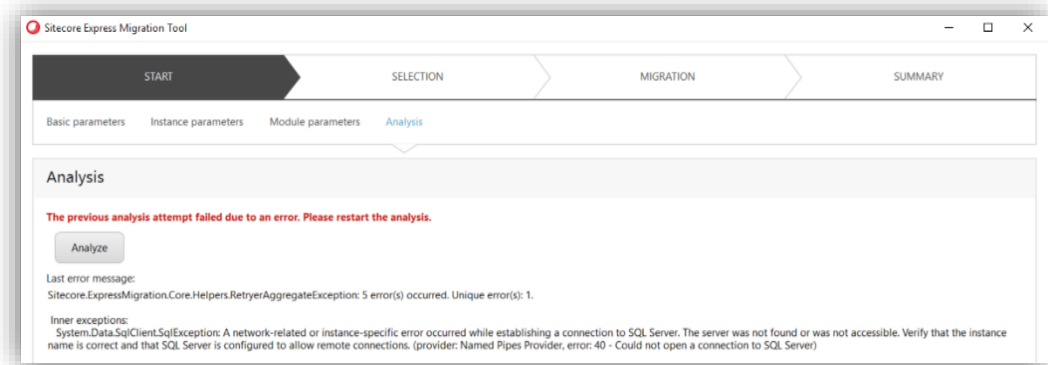 Sitecore Express Migration Tool
START
SELECTION
MIGRATION
SUMMARY
Basic parameters
Instance parameters
Module parameters
Analysis
Analysis
The previous analysis attempt failed due to an error. Please restart the analysis.
Analyze
Last error message:
Sitecore.ExpressMigration.Core.Helpers.RetryerAggregateException: 5 error(s) occurred. Unique error(s): 1.
Inner exceptions:
System.Data.SqlClient.SqlException: A network-related or instance-specific error occurred while establishing a connection to SQL Server. The server was not found or was not accessible. Verify that the instance
name is correct and that SQL Server is configured to allow remote connections. (provider: Named Pipes Provider, error: 40 - Could not open a connection to SQL Server)